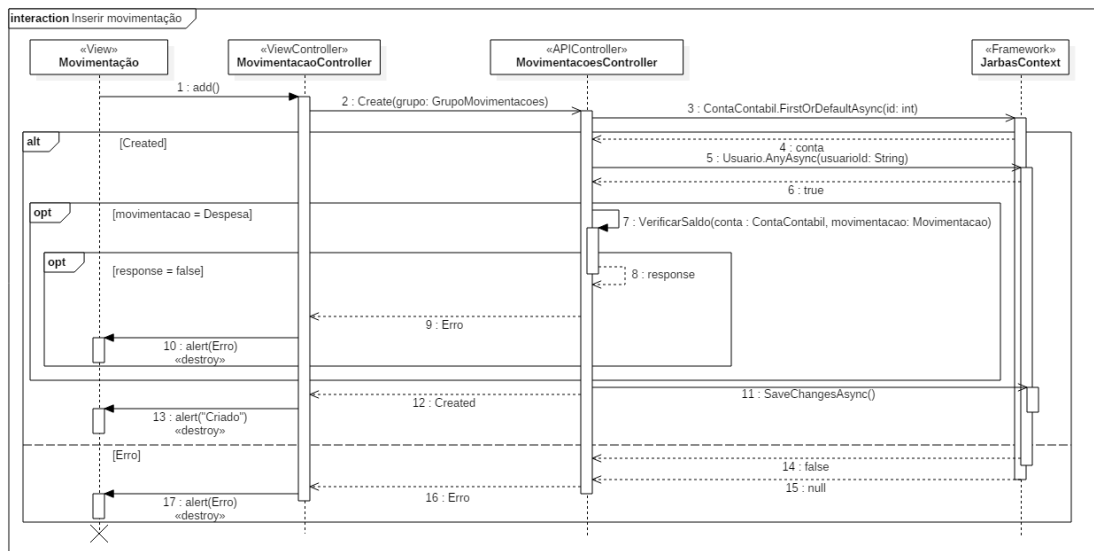 interaction Inserir movimentação
«View»
Movimentação
«ViewController»
MovimentacaoController
«APIController»
MovimentacoesController
«Framework»
JarbasContext
1 : add()
2 : Create(grupo: GrupoMovimentacoes)
3 : ContaContabil.FirstOrDefaultAsync(id: int)
alt
[Created]
4 : conta
5 : Usuario.AnyAsync(usuarioId: String)
6 : true
opt
[movimentacao = Despesa]
7 : VerificarSaldo(conta : ContaContabil, movimentacao: Movimentacao)
opt
[response = false]
8 : response
9 : Erro
10 : alert(Erro)
«destroy»
11 : SaveChangesAsync()
12 : Created
13 : alert("Criado")
«destroy»
[Erro]
14 : false
15 : null
16 : Erro
17 : alert(Erro)
«destroy»